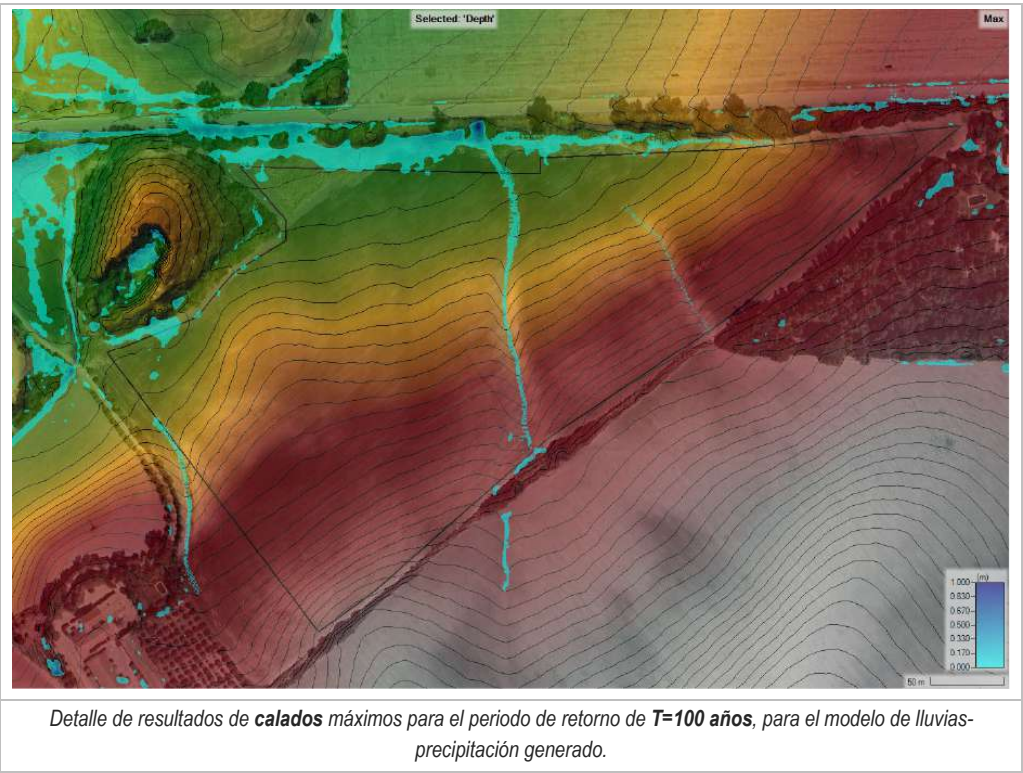 Selected: 'Depth'
Max
(m)
1.000
0.830
0.670
0.500
0.330
0.170
0.000
50 m
Detalle de resultados de calados máximos para el periodo de retorno de T=100 años, para el modelo de lluvias-
precipitación generado.